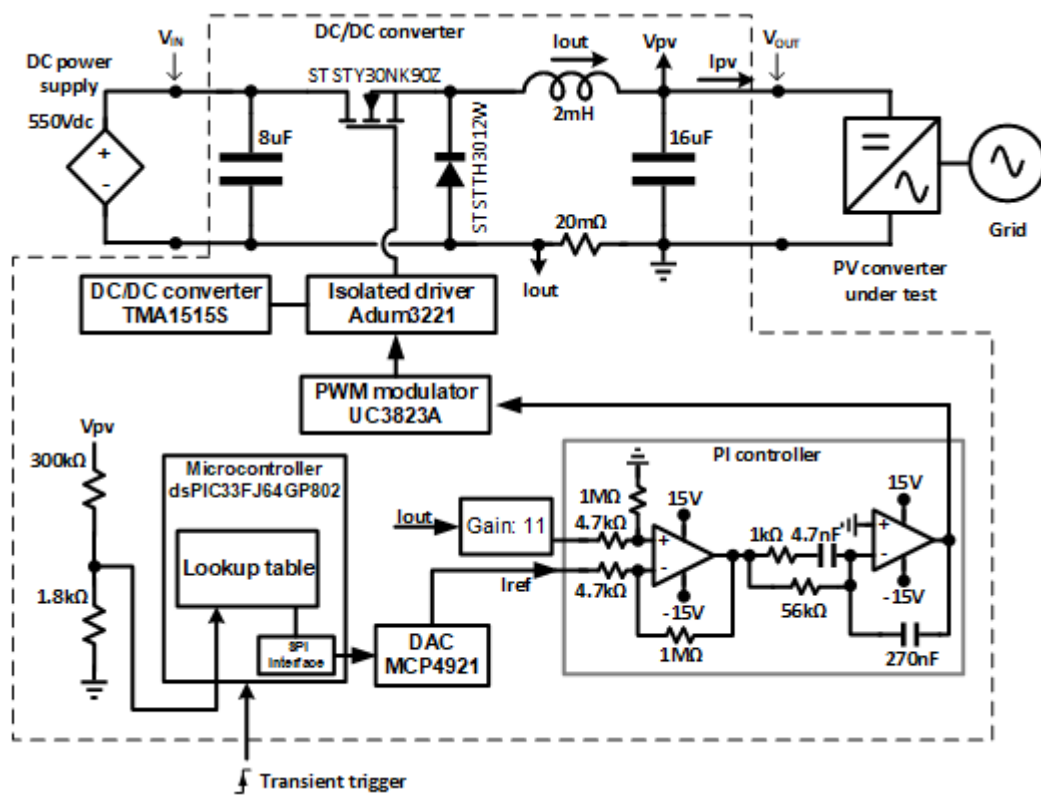 VIN
DC/DC converter
Iout
Vpv
Ipv
VOUT
DC power
supply
ST STY30NK90Z
550Vdc
+
-
8uF
ST STTH3012W
2mH
16uF
20mΩ
Iout
Grid
PV converter
under test
DC/DC converter
TMA1515S
Isolated driver
Adum3221
PWM modulator
UC3823A
Vpv
300kΩ
1.8kΩ
Microcontroller
dsPIC33FJ64GP802
Lookup table
SPI
Interface
DAC
MCP4921
Transient trigger
PI controller
Iout
Gain: 11
Iref
1MΩ
4.7kΩ
4.7kΩ
15V
+
-
-15V
1MΩ
1kΩ
4.7nF
56kΩ
15V
+
-
-15V
270nF